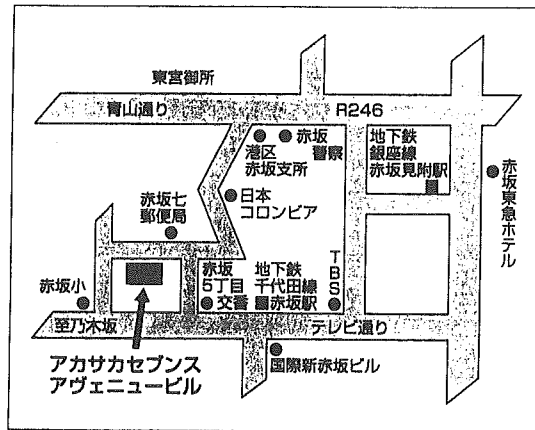 東宮御所
青山通り
R246
港区
赤坂支所
赤坂
警察
地下鉄
銀座線
赤坂見附駅
赤坂東急ホテル
日本
コロンビア
赤坂七
郵便局
赤坂
5丁目
交番
地下鉄
千代田線
赤坂駅
TBS
赤坂小
至乃木坂
テレビ通り
アカサカセブンス
アヴェニュービル
国際新赤坂ビル